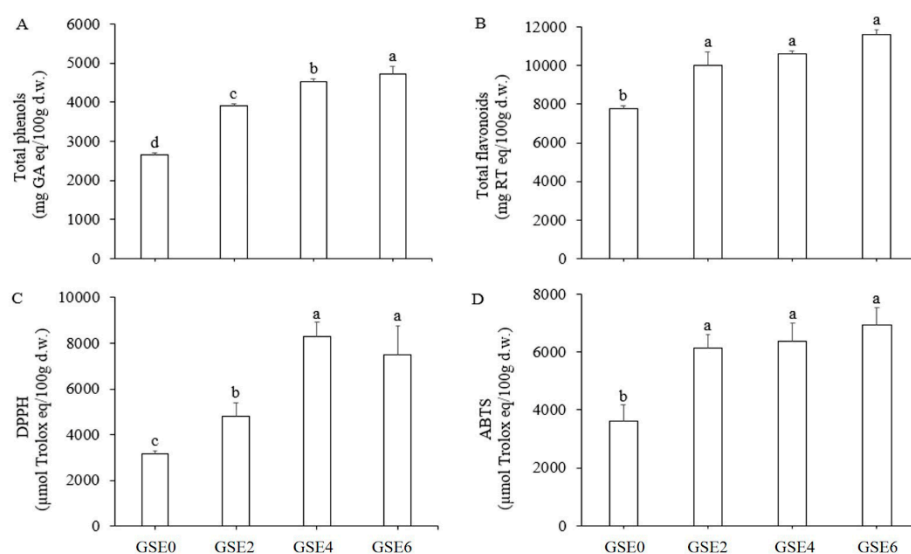 A
Total phenols
(mg GA eq/100g d.w.)
6000
5000
4000
3000
2000
1000
0
d
c
b
a
B
Total flavonoids
(mg RT eq/100g d.w.)
12000
10000
8000
6000
4000
2000
0
b
a
a
a
C
DPPH
(µmol Trolox eq/100g d.w.)
10000
8000
6000
4000
2000
0
c
b
a
a
GSE0 GSE2 GSE4 GSE6
D
ABTS
(µmol Trolox eq/100g d.w.)
8000
6000
4000
2000
0
b
a
a
a
GSE0 GSE2 GSE4 GSE6